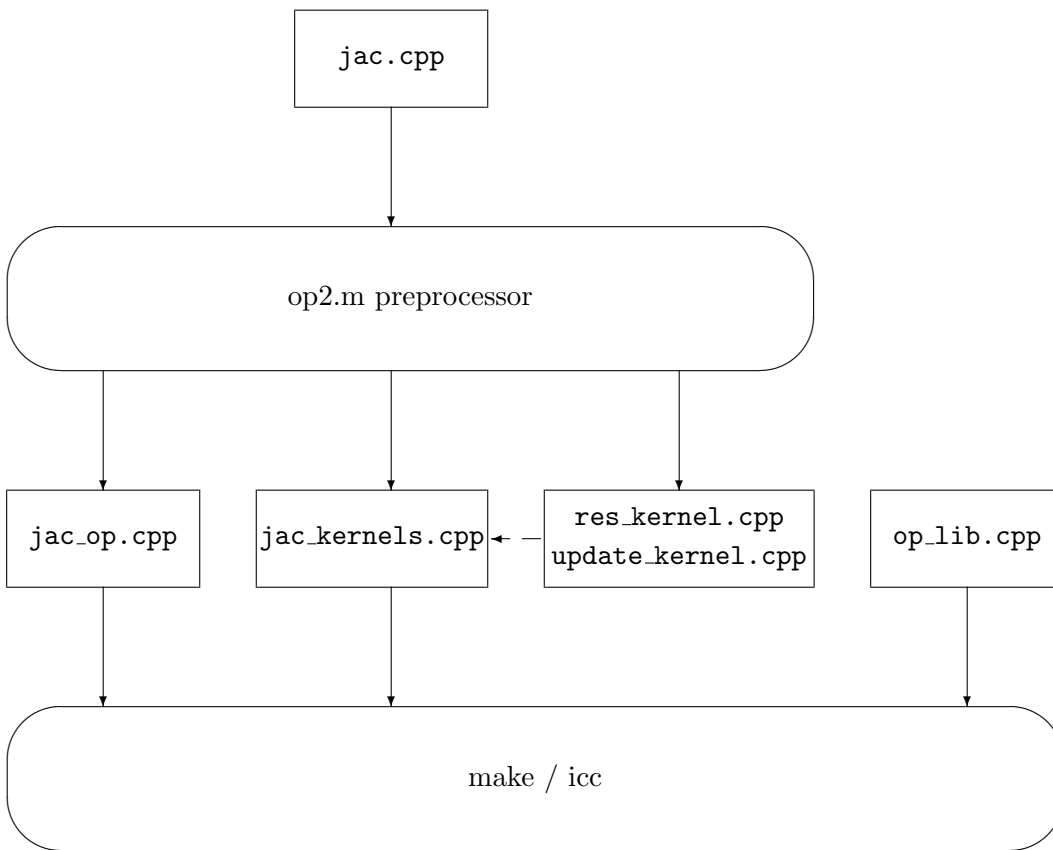 jac.cpp
op2.m preprocessor
jac_op.cpp
jac_kernels.cpp
res_kernel.cpp
update_kernel.cpp
op_lib.cpp
make / icc